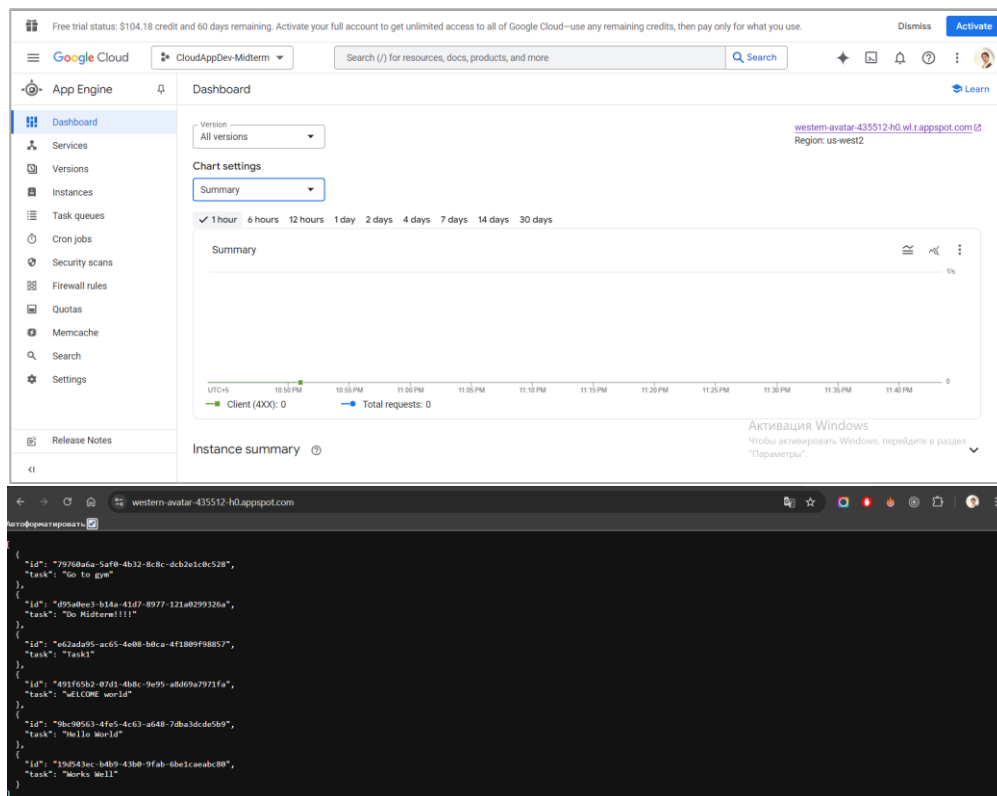 Free trial status: $104.18 credit and 60 days remaining. Activate your full account to get unlimited access to all of Google Cloud—use any remaining credits, then pay only for what you use.
Dismiss
Activate
Google Cloud
CloudAppDev-Midterm
Search (/) for resources, docs, products, and more
Search
App Engine
Dashboard
Learn
Dashboard
Services
Versions
Instances
Task queues
Cron jobs
Security scans
Firewall rules
Quotas
Memcache
Search
Settings
Release Notes
Version
All versions
western-avatar-435512-h0.wl.r.appspot.com
Region: us-west2
Chart settings
Summary
1 hour 6 hours 12 hours 1 day 2 days 4 days 7 days 14 days 30 days
Summary
1/s
0
UTC+5 10:50 PM 10:55 PM 11:00 PM 11:05 PM 11:10 PM 11:15 PM 11:20 PM 11:25 PM 11:30 PM 11:35 PM 11:40 PM
Client (4XX): 0 Total requests: 0
Активация Windows
Чтобы активировать Windows, перейдите в раздел
"Параметры".
Instance summary
western-avatar-435512-h0.appspot.com
Автоформатировать
[
{
"id": "79760a6a-5af0-4b32-8c8c-dcb2e1c0c528",
"task": "Go to gym"
},
{
"id": "d95a0ee3-b14a-41d7-8977-121a0299326a",
"task": "Do Midterm!!!!"
},
{
"id": "e62ada95-ac65-4e08-b0ca-4f1809f98857",
"task": "Task1"
},
{
"id": "491f65b2-07d1-4b8c-9e95-a8d69a7971fa",
"task": "wELCOME world"
},
{
"id": "9bc90563-4fe5-4c63-a648-7dba3dcde5b9",
"task": "Hello World"
},
{
"id": "19d543ec-b4b9-43b0-9fab-6be1caeabc80",
"task": "Works Well"
}
]